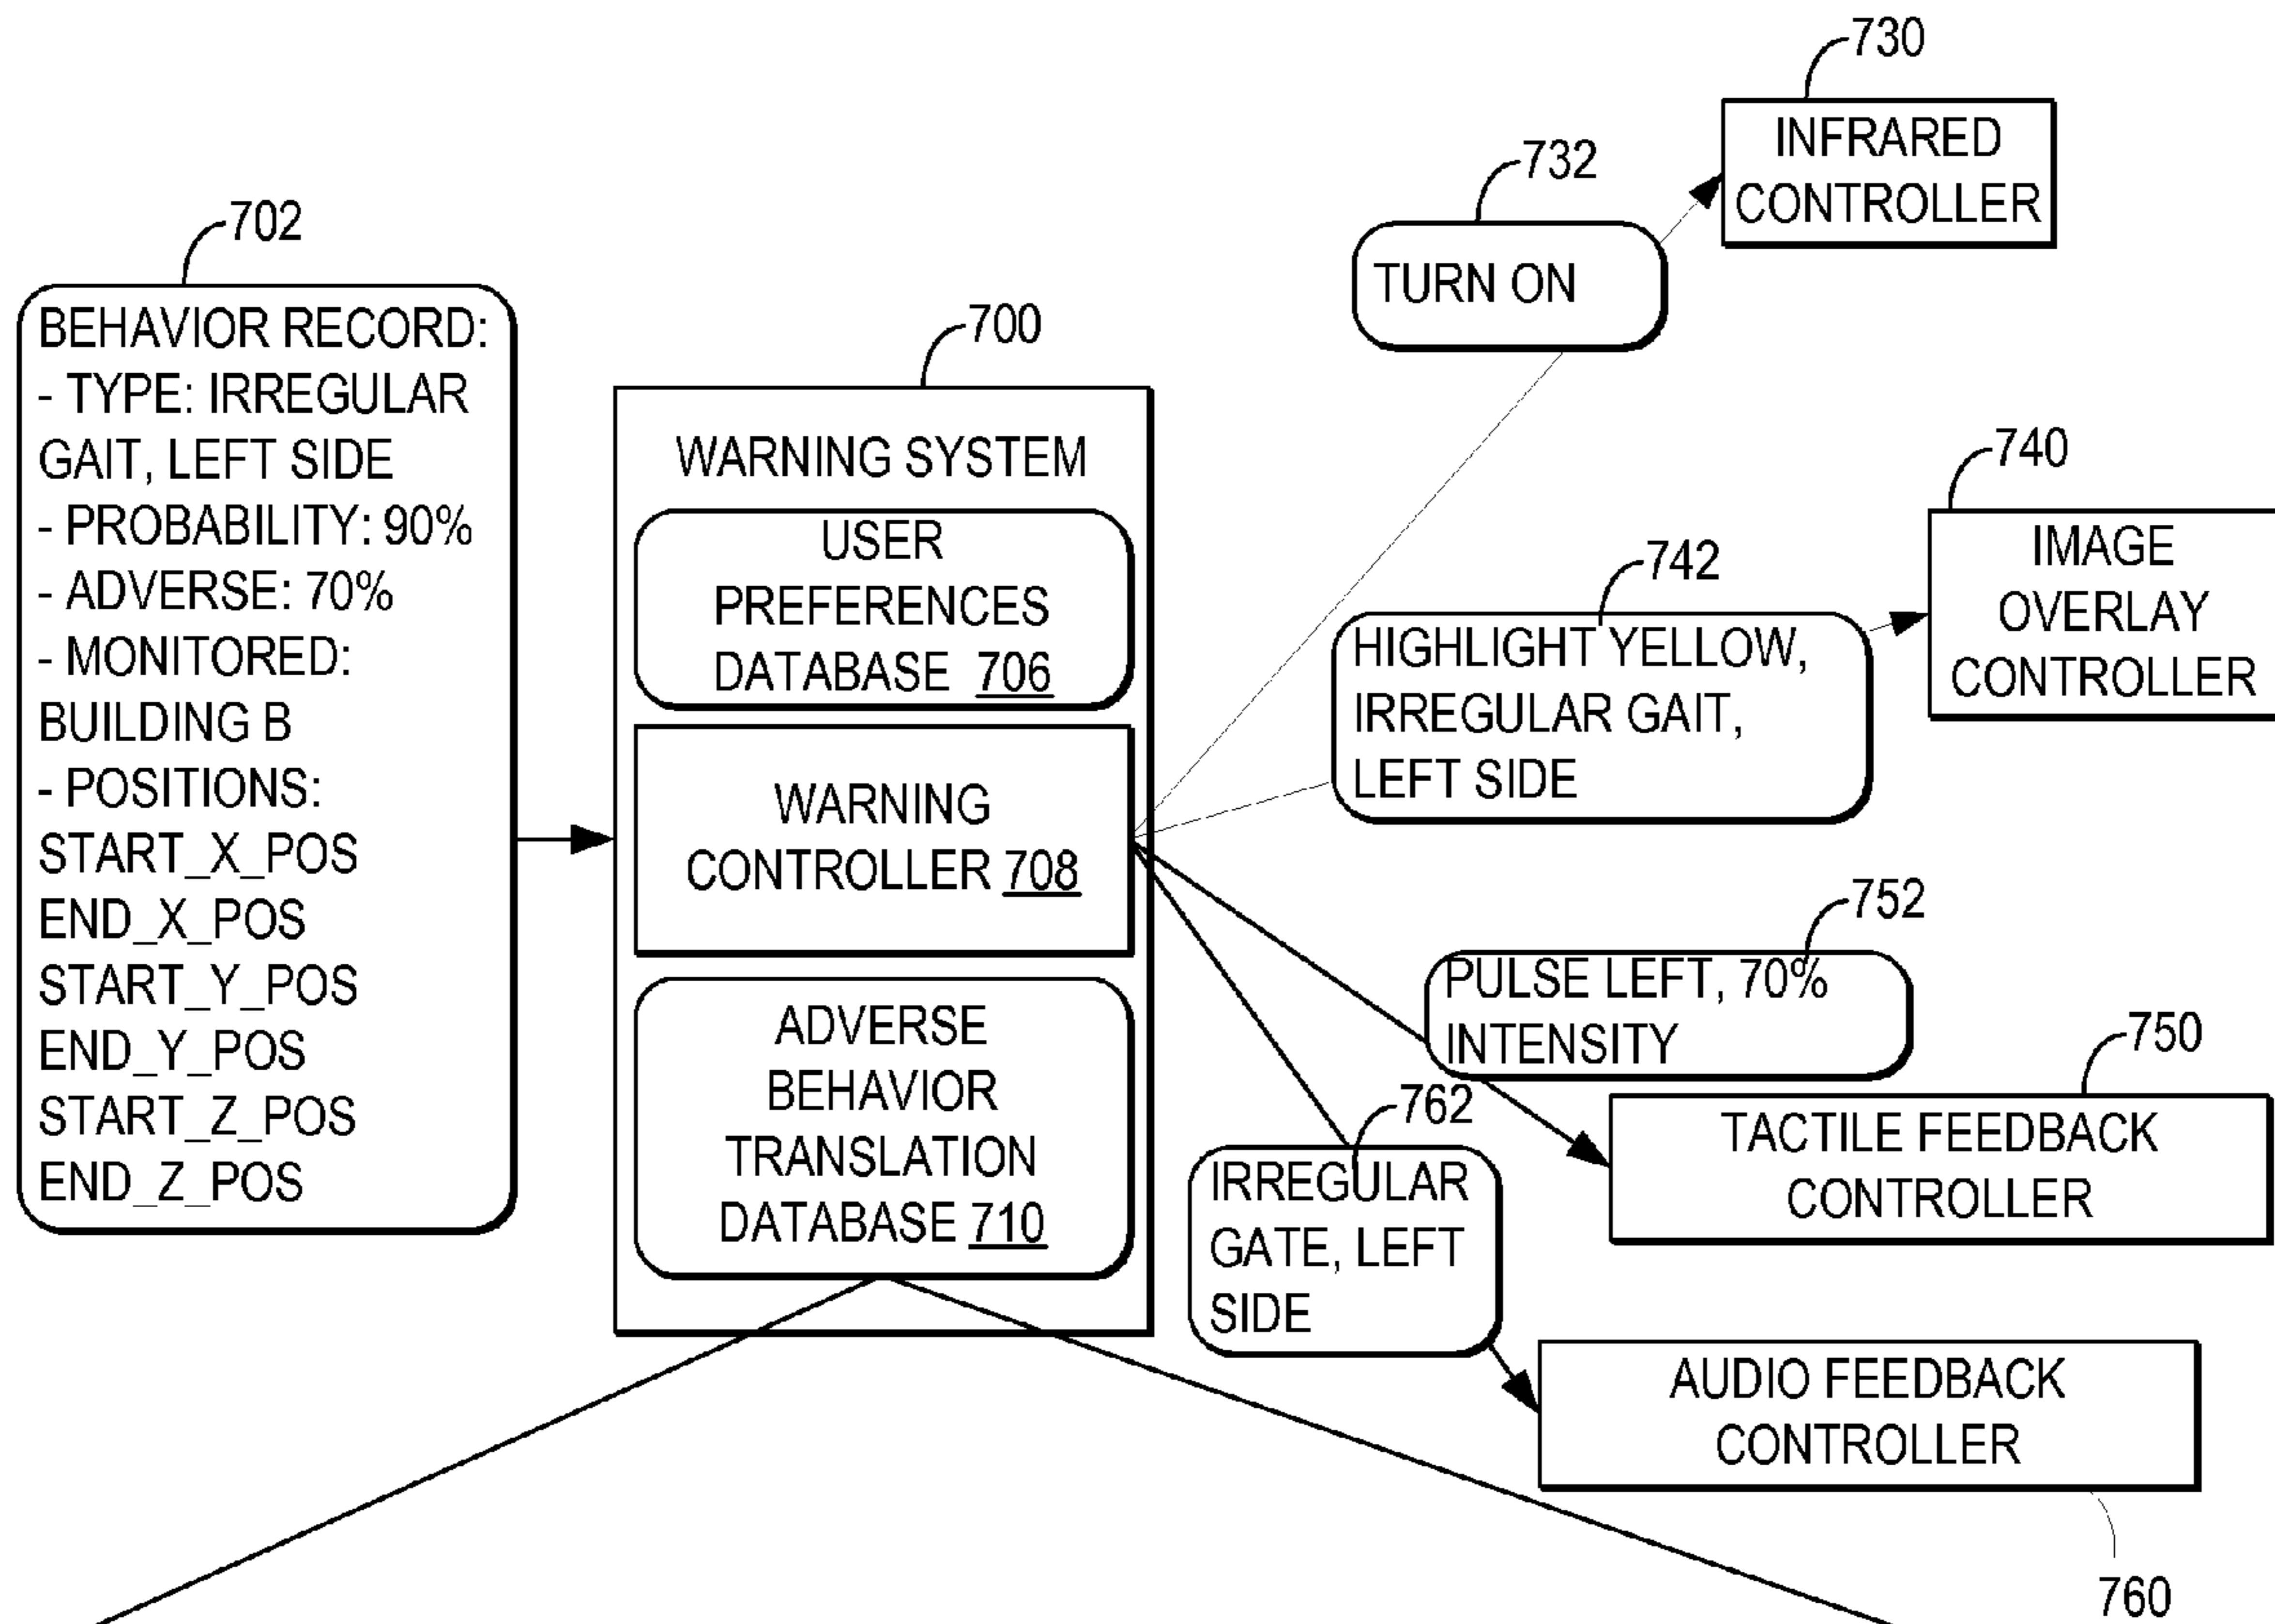 702
BEHAVIOR RECORD:
- TYPE: IRREGULAR
GAIT, LEFT SIDE
- PROBABILITY: 90%
- ADVERSE: 70%
- MONITORED:
BUILDING B
- POSITIONS:
START_X_POS
END_X_POS
START_Y_POS
END_Y_POS
START_Z_POS
END_Z_POS
700
WARNING SYSTEM
USER
PREFERENCES
DATABASE 706
WARNING
CONTROLLER 708
ADVERSE
BEHAVIOR
TRANSLATION
DATABASE 710
730
INFRARED
CONTROLLER
732
TURN ON
740
IMAGE
OVERLAY
CONTROLLER
742
HIGHLIGHT YELLOW,
IRREGULAR GAIT,
LEFT SIDE
752
PULSE LEFT, 70%
INTENSITY
750
TACTILE FEEDBACK
CONTROLLER
762
IRREGULAR
GATE, LEFT
SIDE
AUDIO FEEDBACK
CONTROLLER
760